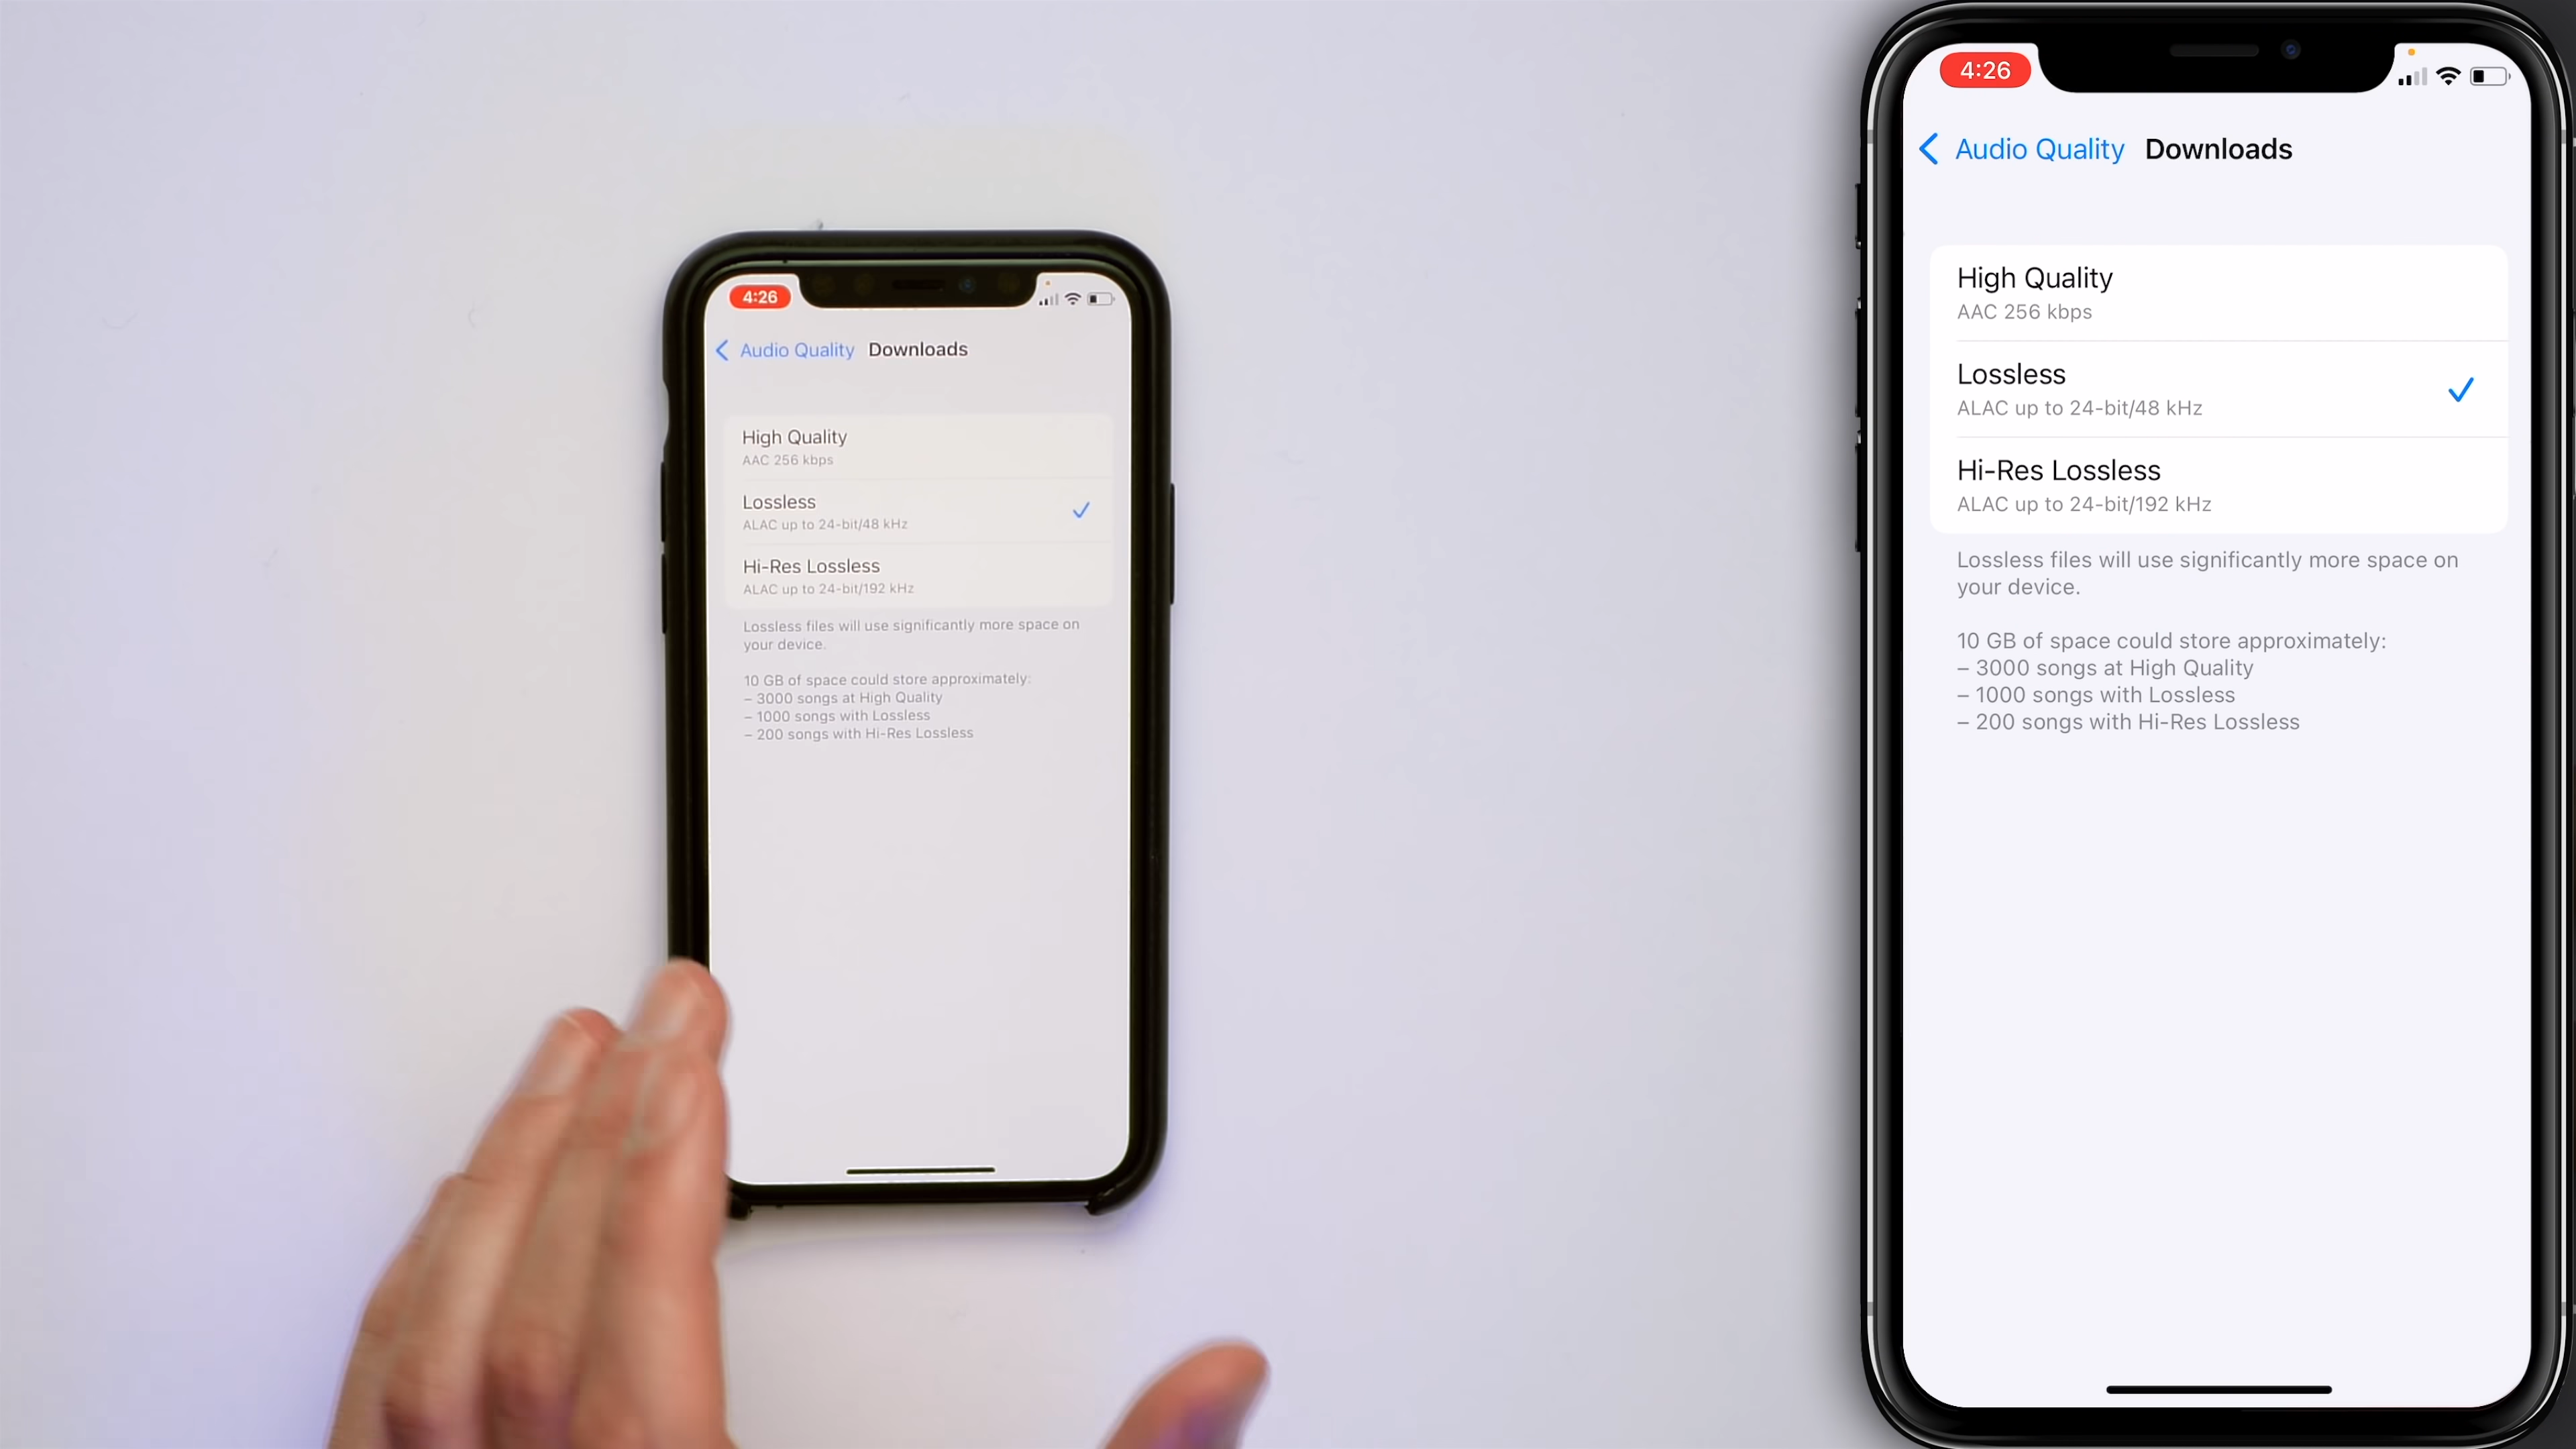 4:26
Audio Quality Downloads
High Quality
AAC 256 kbps
Lossless
ALAC up to 24-bit/48 kHz
Hi-Res Lossless
ALAC up to 24-bit/192 kHz
Lossless files will use significantly more space on
your device.
10 GB of space could store approximately:
– 3000 songs at High Quality
– 1000 songs with Lossless
– 200 songs with Hi-Res Lossless
4:26
Audio Quality Downloads
High Quality
AAC 256 kbps
Lossless
ALAC up to 24-bit/48 kHz
Hi-Res Lossless
ALAC up to 24-bit/192 kHz
Lossless files will use significantly more space on
your device.
10 GB of space could store approximately:
– 3000 songs at High Quality
– 1000 songs with Lossless
– 200 songs with Hi-Res Lossless